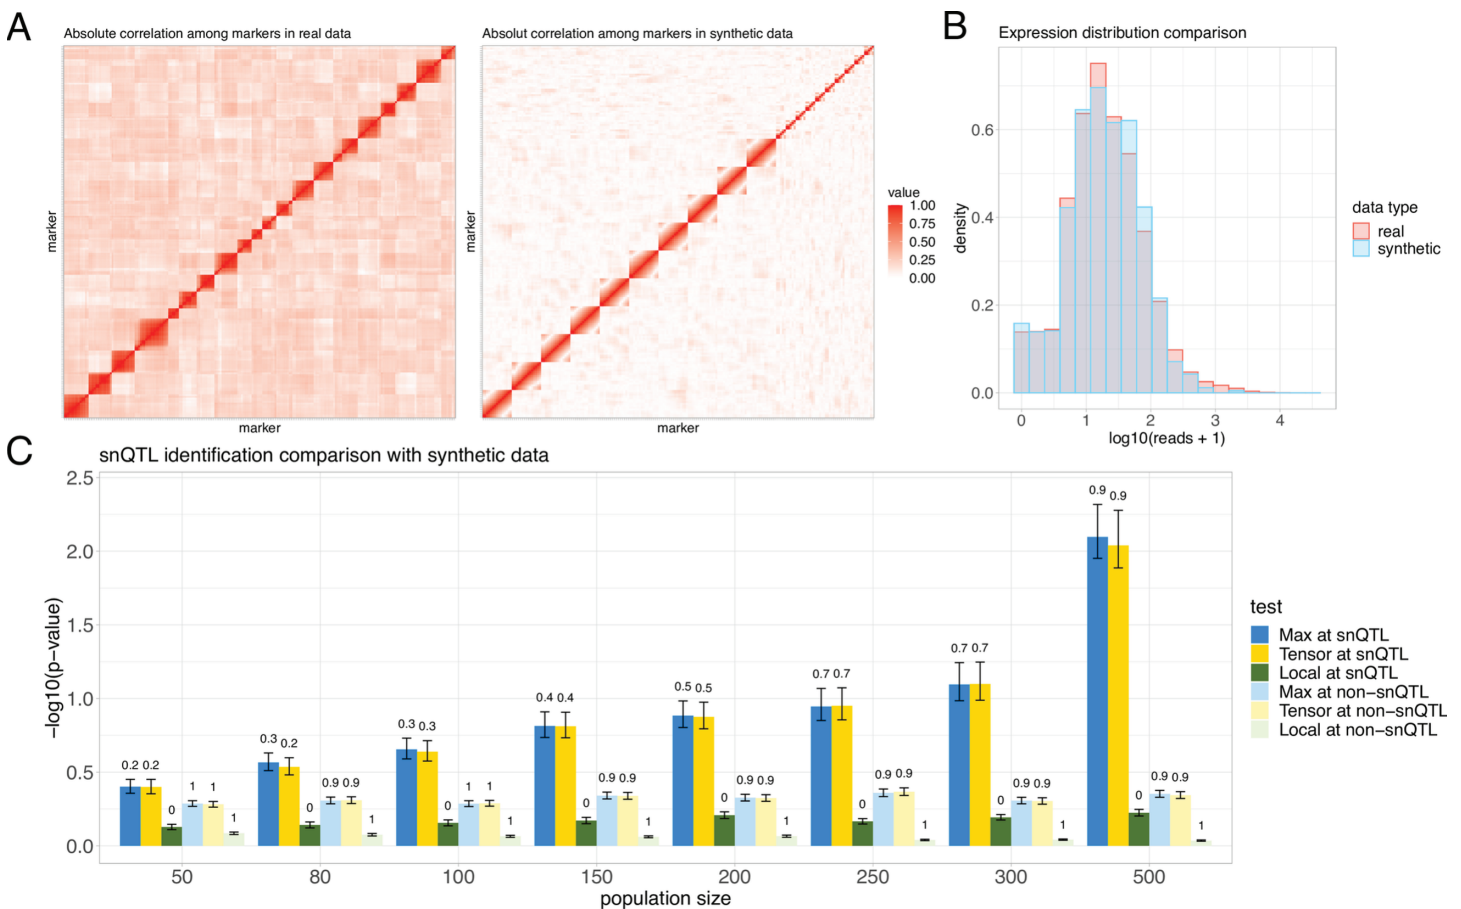 A
Absolute correlation among markers in real data
marker
marker
Absolut correlation among markers in synthetic data
marker
marker
value
1.00
0.75
0.50
0.25
0.00
B
Expression distribution comparison
density
0.6
0.4
0.2
0.0
0 1 2 3 4
log10(reads + 1)
data type
real
synthetic
C
snQTL identification comparison with synthetic data
−log10(p−value)
2.5
2.0
1.5
1.0
0.5
0.0
0.2 0.2 0 1 1 1
0.3 0.2 0 0.9 0.9 1
0.3 0.3 0 1 1 1
0.4 0.4 0 0.9 0.9 1
0.5 0.5 0 0.9 0.9 1
0.7 0.7 0 0.9 0.9 1
0.7 0.7 0 0.9 0.9 1
0.9 0.9 0 0.9 0.9 1
50 80 100 150 200 250 300 500
population size
test
Max at snQTL
Tensor at snQTL
Local at snQTL
Max at non−snQTL
Tensor at non−snQTL
Local at non−snQTL